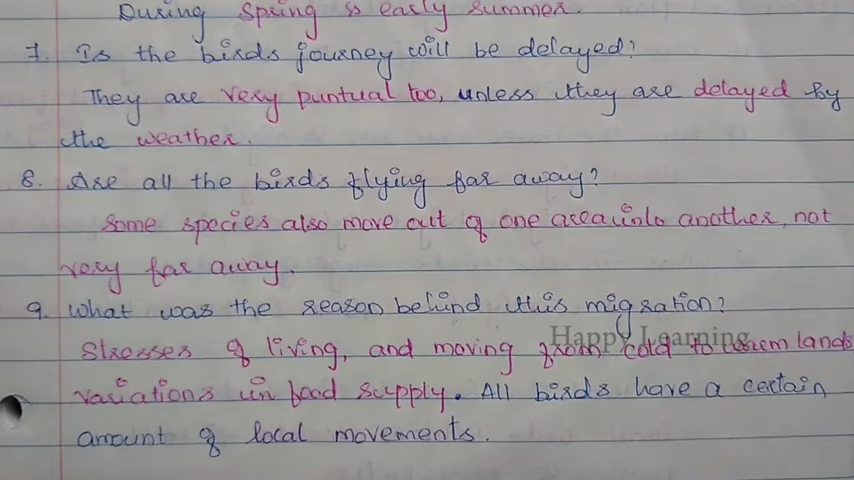 During Spring is early summer.
7. Is the birds journey will be delayed?
They are very punctual too, unless they are delayed by
the weather.
8. Are all the birds flying far away?
Some species also move out of one area into another, not
very far away.
9. What was the reason behind this migration?
Happy Learning
Stresses of living, and moving from cold to warm lands
variations in food supply. All birds have a certain
amount of local movements.